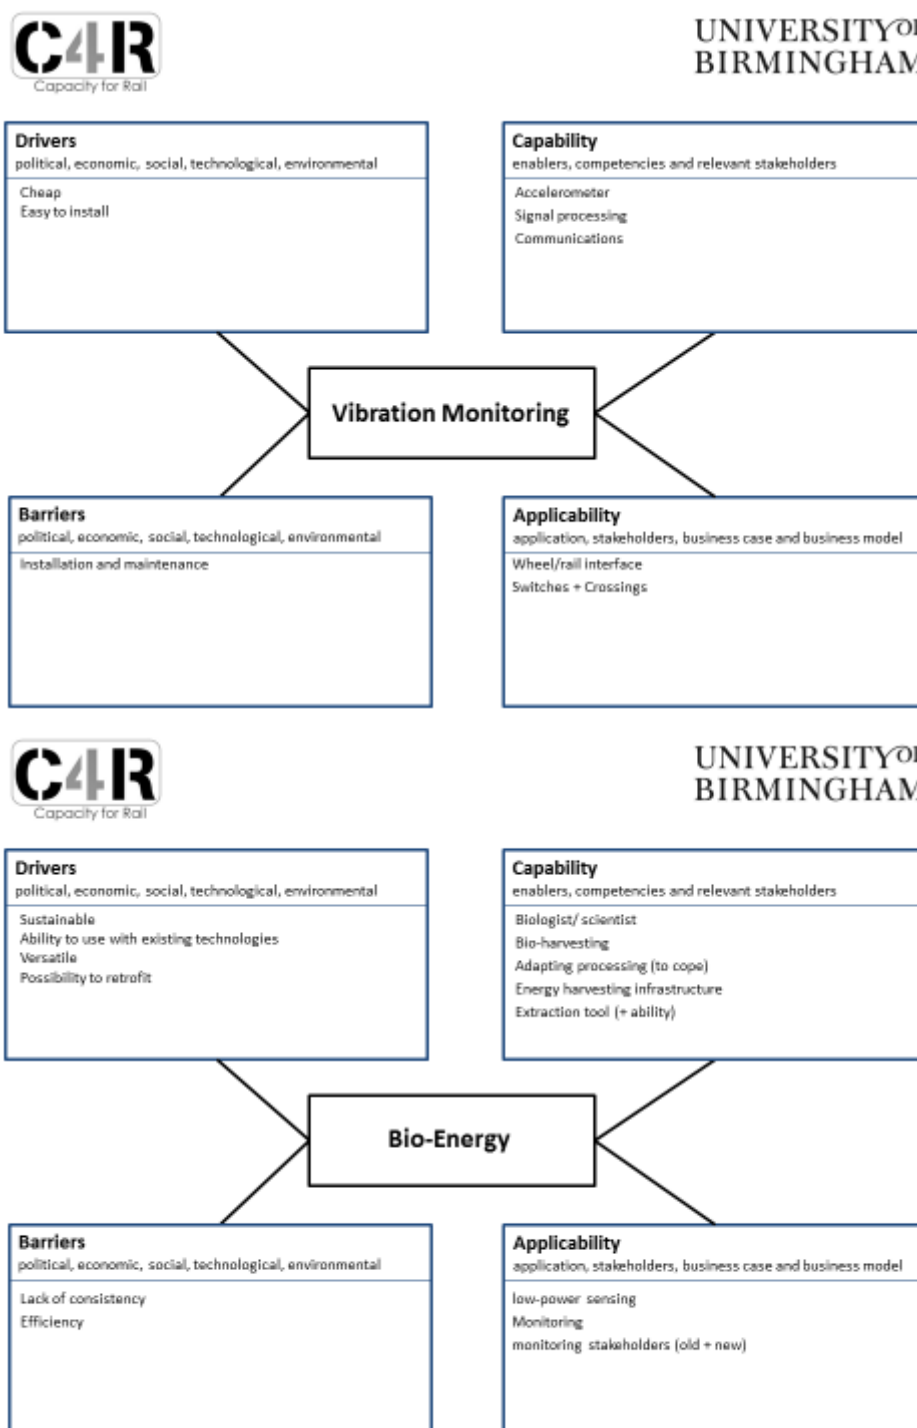 C4R
Capacity for Rail
UNIVERSITY OF
BIRMINGHAM
Drivers
political, economic, social, technological, environmental
Cheap
Easy to install
Capability
enablers, competencies and relevant stakeholders
Accelerometer
Signal processing
Communications
Vibration Monitoring
Barriers
political, economic, social, technological, environmental
Installation and maintenance
Applicability
application, stakeholders, business case and business model
Wheel/rail interface
Switches + Crossings
C4R
Capacity for Rail
UNIVERSITY OF
BIRMINGHAM
Drivers
political, economic, social, technological, environmental
Sustainable
Ability to use with existing technologies
Versatile
Possibility to retrofit
Capability
enablers, competencies and relevant stakeholders
Biologist/ scientist
Bio-harvesting
Adapting processing (to cope)
Energy harvesting infrastructure
Extraction tool (+ ability)
Bio-Energy
Barriers
political, economic, social, technological, environmental
Lack of consistency
Efficiency
Applicability
application, stakeholders, business case and business model
low-power sensing
Monitoring
monitoring stakeholders (old + new)